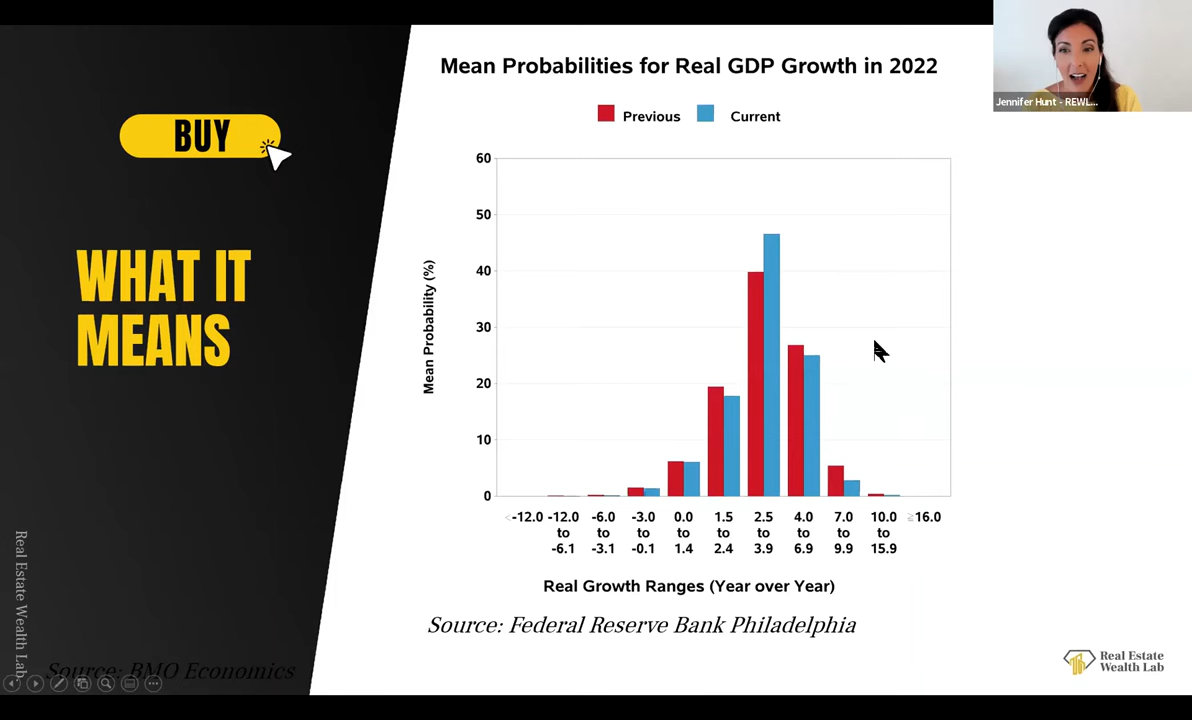 Mean Probabilities for Real GDP Growth in 2022
Jennifer Hunt - REWL...
Previous
Current
BUY
WHAT IT
MEANS
Mean Probability (%)
60
50
40
30
20
10
0
<-12.0 -12.0 to -6.1
-6.0 to -3.1
-3.0 to -0.1
0.0 to 1.4
1.5 to 2.4
2.5 to 3.9
4.0 to 6.9
7.0 to 9.9
10.0 to 15.9
≥16.0
Real Growth Ranges (Year over Year)
Source: Federal Reserve Bank Philadelphia
Real Estate Wealth Lab.
Source: BMO Economics
Real Estate
Wealth Lab